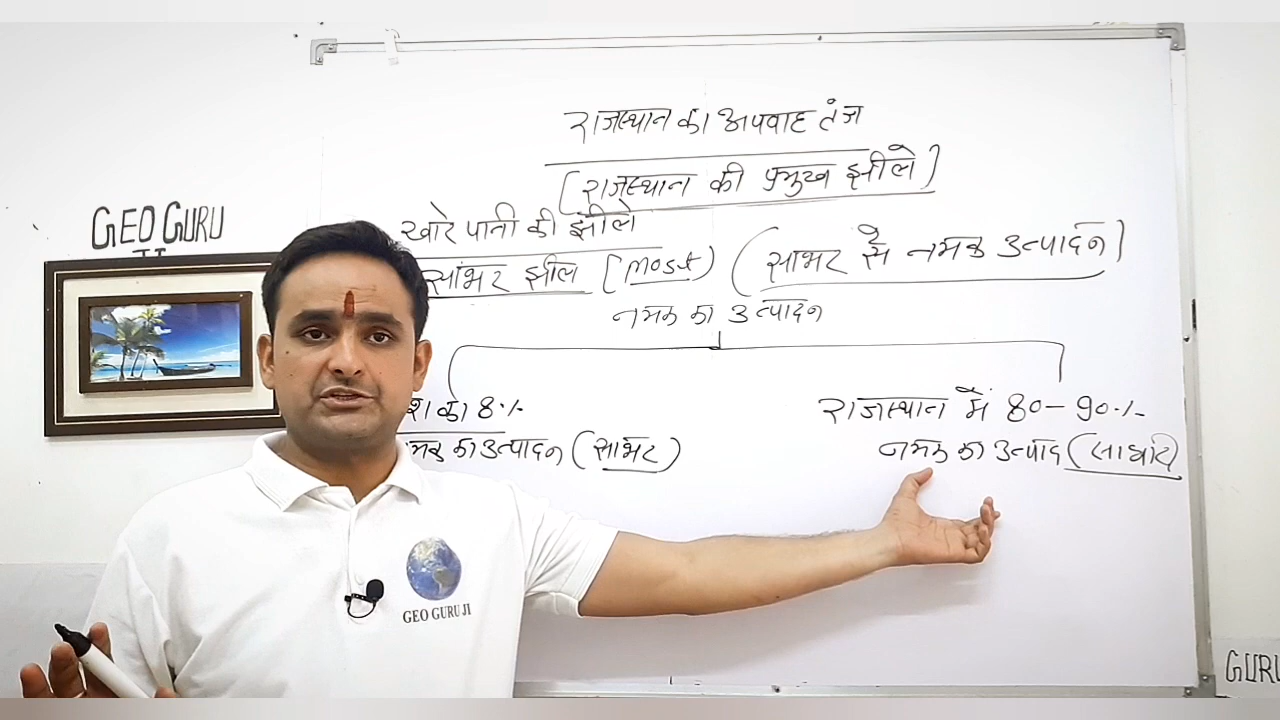 राजस्थान का अपवाह तंत्र
[राजस्थान की प्रमुख झीले]
खारे पानी की झीले
सांभर झील [most) (साभर से नमक उत्पादन)
नमक का उत्पादन
का 8%
का उत्पादन (साभर)
राजस्थान में 80-90%
नमक का उत्पाद
GEO GURU
JI
GEO GURU JI
GURU